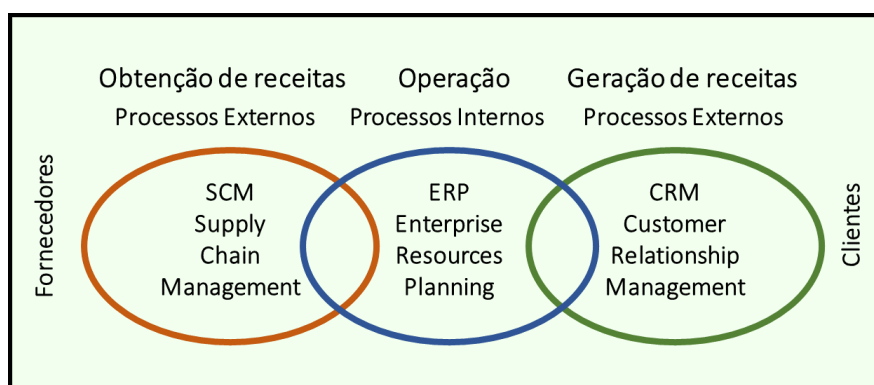 Obtenção de receitas
Processos Externos
Operação
Processos Internos
Geração de receitas
Processos Externos
Fornecedores
SCM
Supply
Chain
Management
ERP
Enterprise
Resources
Planning
CRM
Customer
Relationship
Management
Clientes